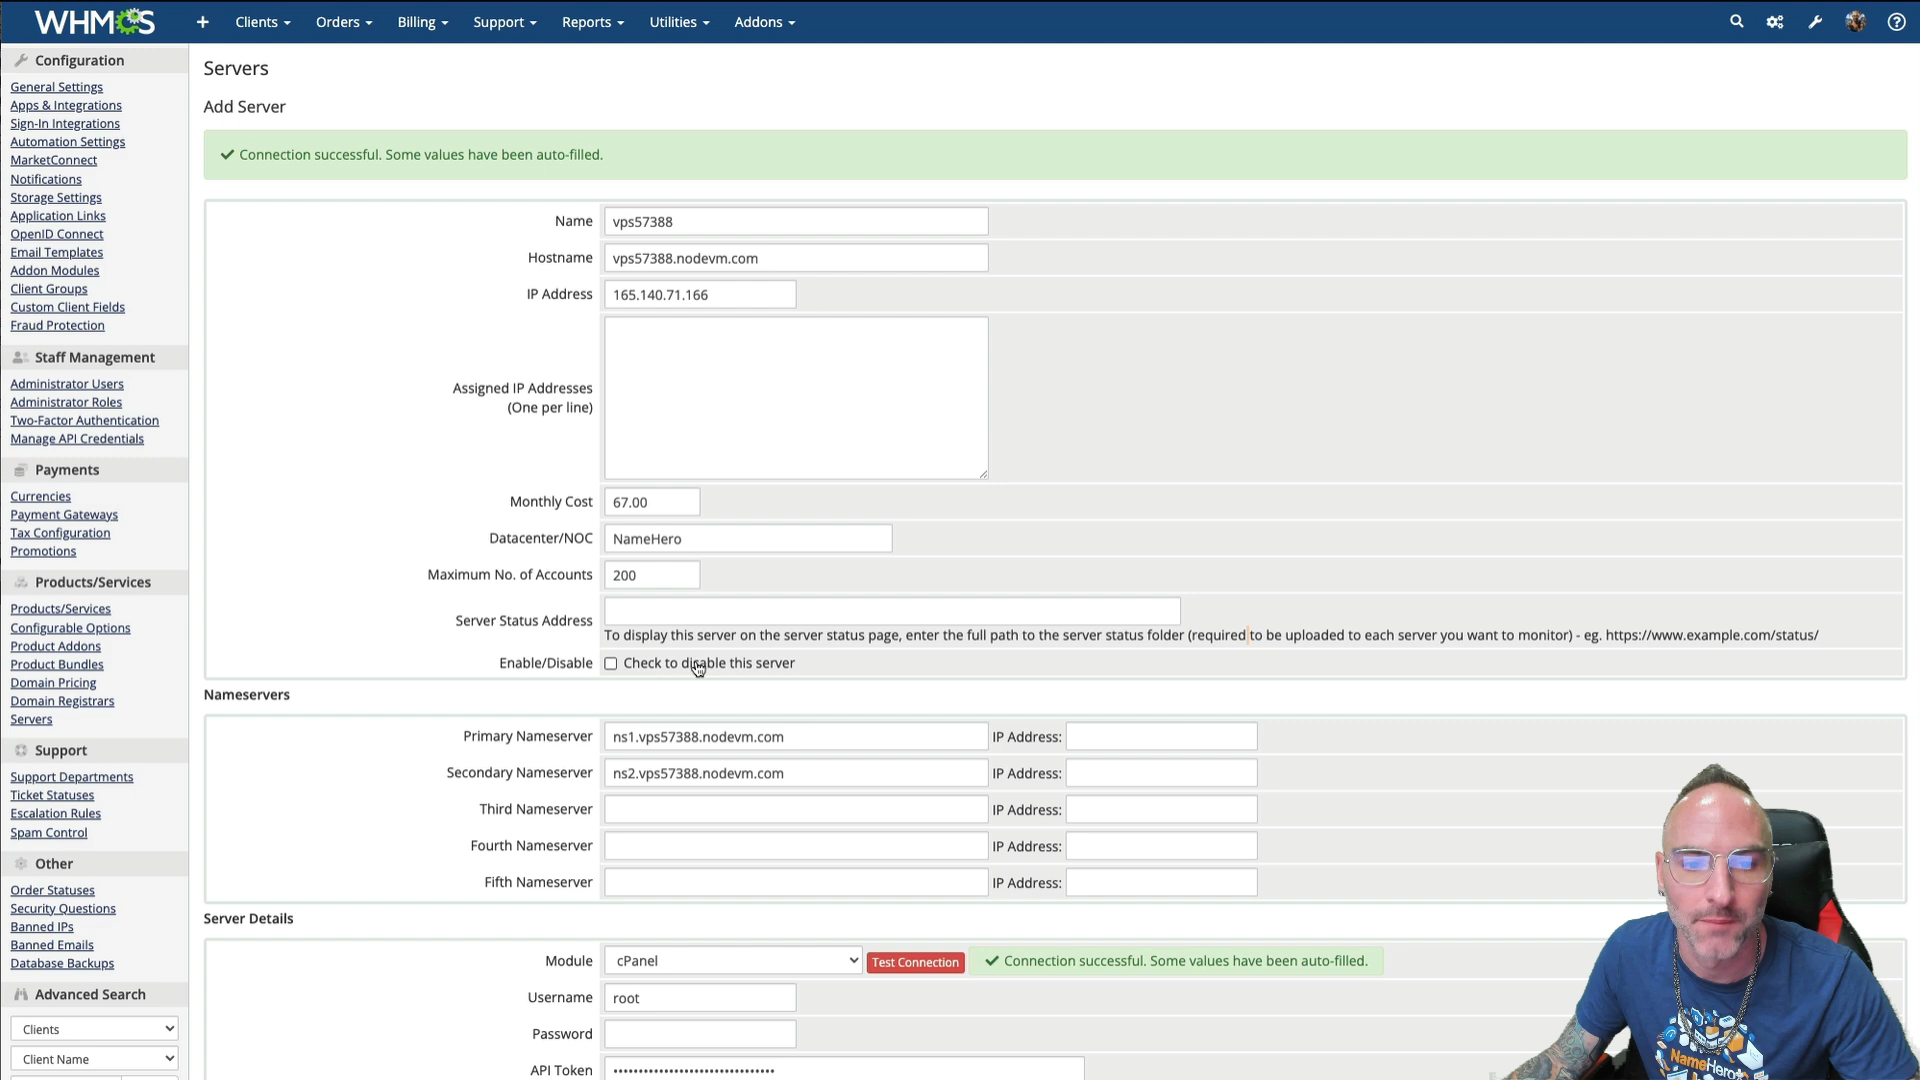 WHMCS
+ Clients Orders Billing Support Reports Utilities Addons
Configuration
General Settings
Apps & Integrations
Sign-In Integrations
Automation Settings
MarketConnect
Notifications
Storage Settings
Application Links
OpenID Connect
Email Templates
Addon Modules
Client Groups
Custom Client Fields
Fraud Protection
Staff Management
Administrator Users
Administrator Roles
Two-Factor Authentication
Manage API Credentials
Payments
Currencies
Payment Gateways
Tax Configuration
Promotions
Products/Services
Products/Services
Configurable Options
Product Addons
Product Bundles
Domain Pricing
Domain Registrars
Servers
Support
Support Departments
Ticket Statuses
Escalation Rules
Spam Control
Other
Order Statuses
Security Questions
Banned IPs
Banned Emails
Database Backups
Advanced Search
Clients
Client Name
Servers
Add Server
Connection successful. Some values have been auto-filled.
Name vps57388
Hostname vps57388.nodevm.com
IP Address 165.140.71.166
Assigned IP Addresses
(One per line)
Monthly Cost 67.00
Datacenter/NOC NameHero
Maximum No. of Accounts 200
Server Status Address
To display this server on the server status page, enter the full path to the server status folder (required to be uploaded to each server you want to monitor) - eg. https://www.example.com/status/
Enable/Disable Check to disable this server
Nameservers
Primary Nameserver ns1.vps57388.nodevm.com IP Address:
Secondary Nameserver ns2.vps57388.nodevm.com IP Address:
Third Nameserver IP Address:
Fourth Nameserver IP Address:
Fifth Nameserver IP Address:
Server Details
Module cPanel Test Connection Connection successful. Some values have been auto-filled.
Username root
Password
API Token
NameHero